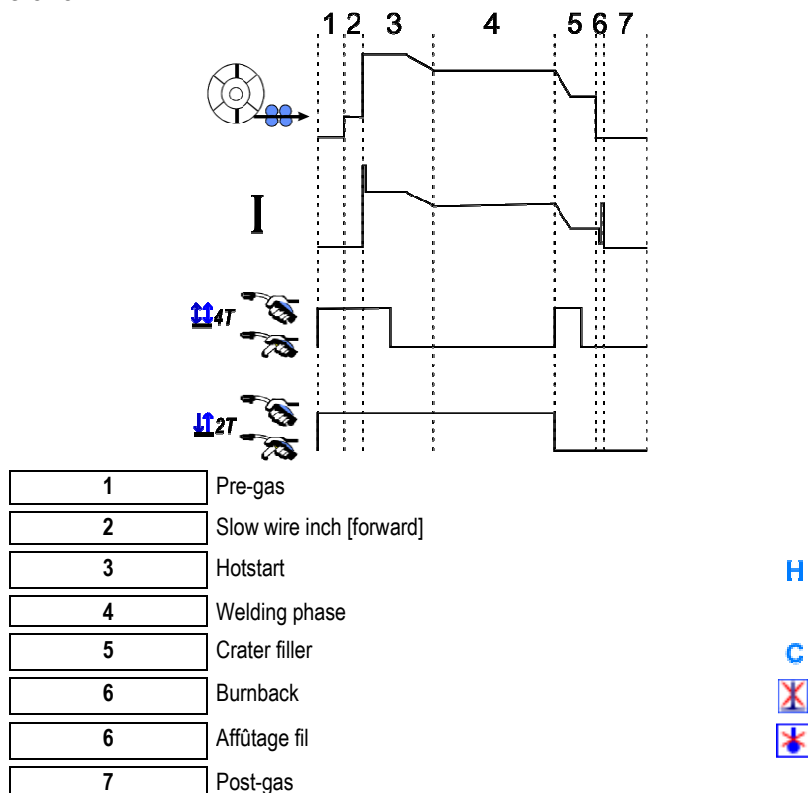 1 2 3 4 5 6 7
I
4T
2T
1 Pre-gas
2 Slow wire inch [forward]
3 Hotstart
H
4 Welding phase
5 Crater filler
C
6 Burnback
6 Affûtage fil
7 Post-gas